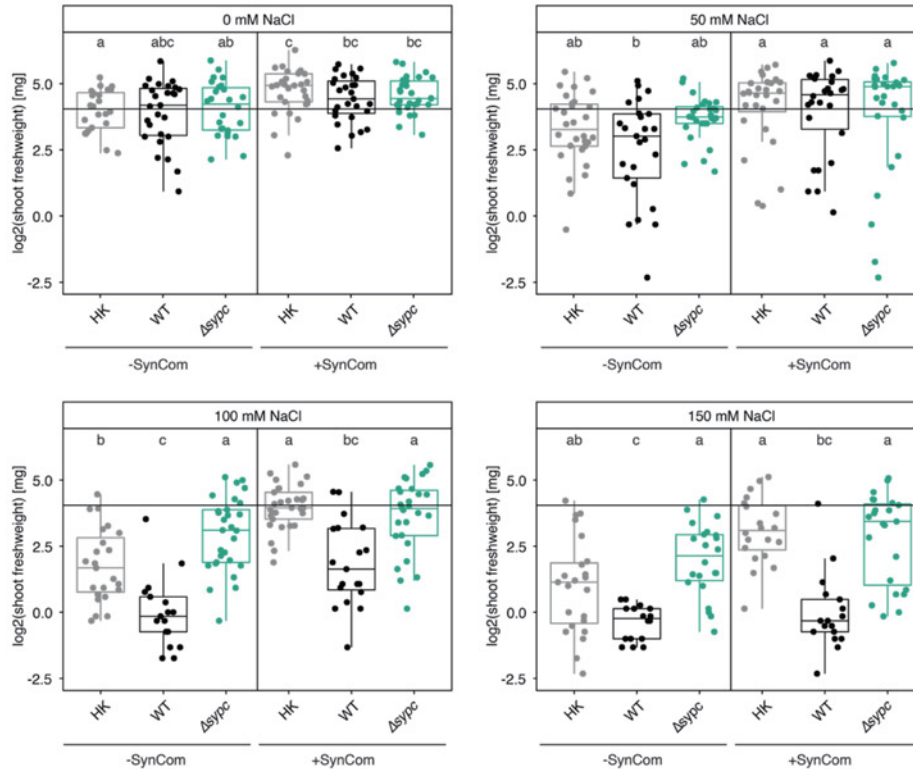 0 mM NaCl
50 mM NaCl
a abc ab c bc bc
ab b ab a a a
log2(shoot freshweight) [mg]
5.0
2.5
0.0
-2.5
log2(shoot freshweight) [mg]
5.0
2.5
0.0
-2.5
HK WT Δsypc HK WT Δsypc
-SynCom +SynCom
HK WT Δsypc HK WT Δsypc
-SynCom +SynCom
100 mM NaCl
150 mM NaCl
b c a a bc a
ab c a a bc a
log2(shoot freshweight) [mg]
5.0
2.5
0.0
-2.5
log2(shoot freshweight) [mg]
5.0
2.5
0.0
-2.5
HK WT Δsypc HK WT Δsypc
-SynCom +SynCom
HK WT Δsypc HK WT Δsypc
-SynCom +SynCom